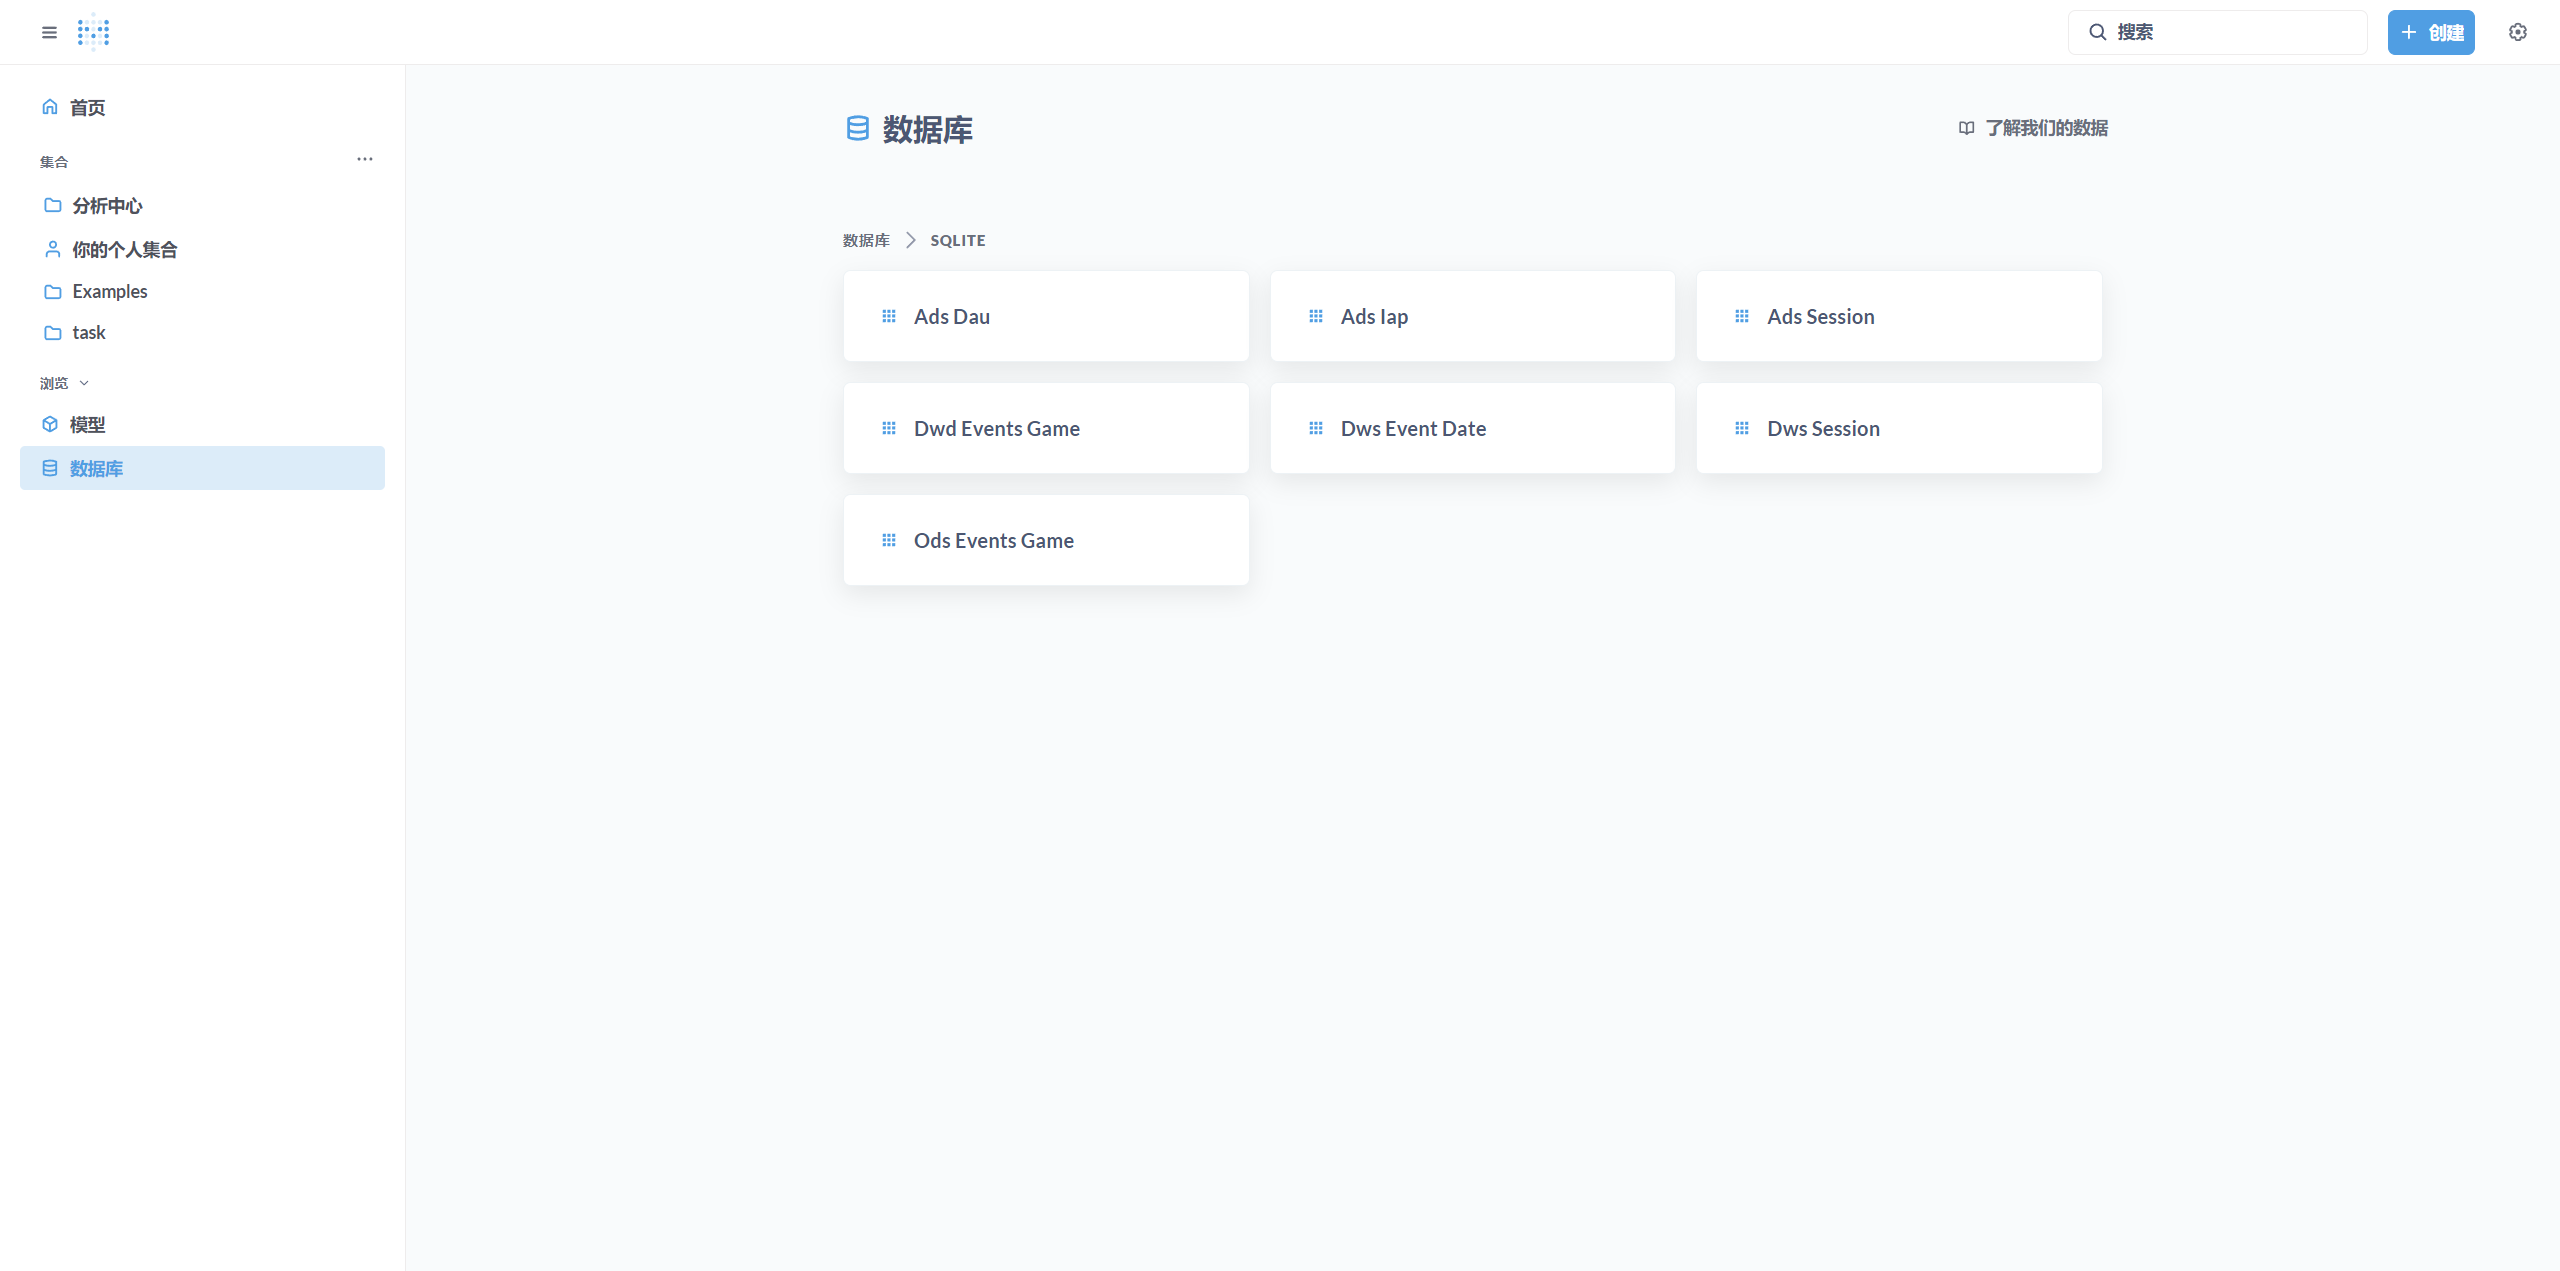 搜索
创建
首页
集合
分析中心
你的个人集合
Examples
task
浏览
模型
数据库
数据库
了解我们的数据
数据库 SQLITE
Ads Dau
Ads Iap
Ads Session
Dwd Events Game
Dws Event Date
Dws Session
Ods Events Game